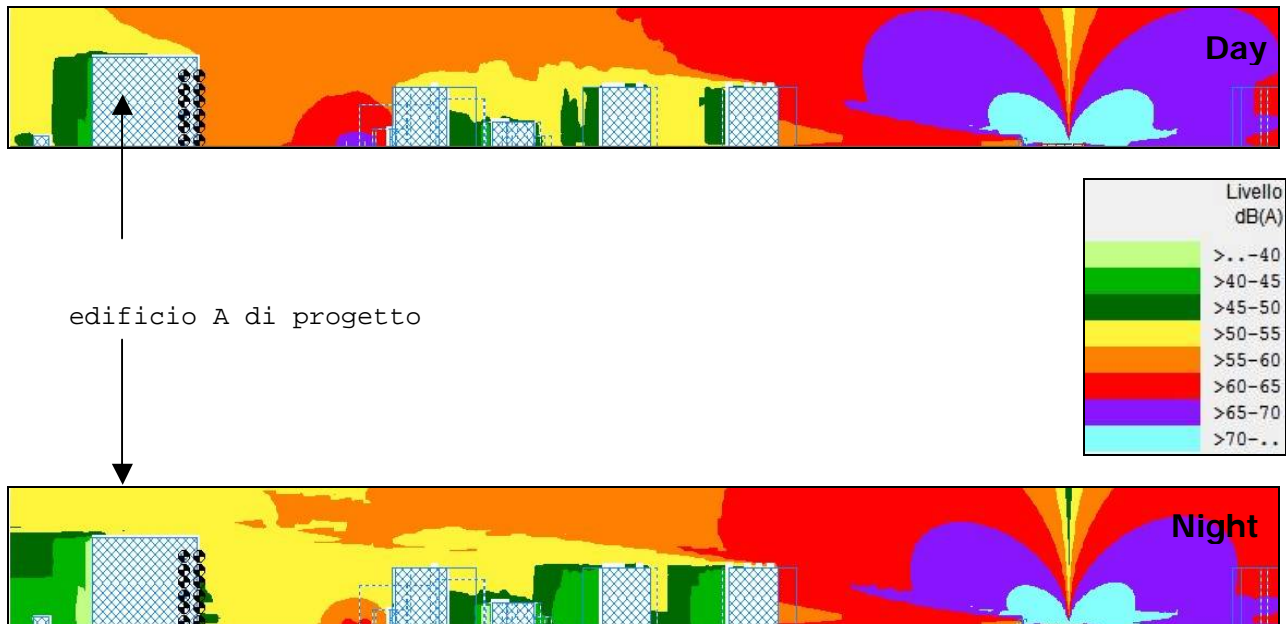 Day
Livello
dB(A)
>..-40
>40-45
>45-50
>50-55
>55-60
>60-65
>65-70
>70-..
edificio A di progetto
Night